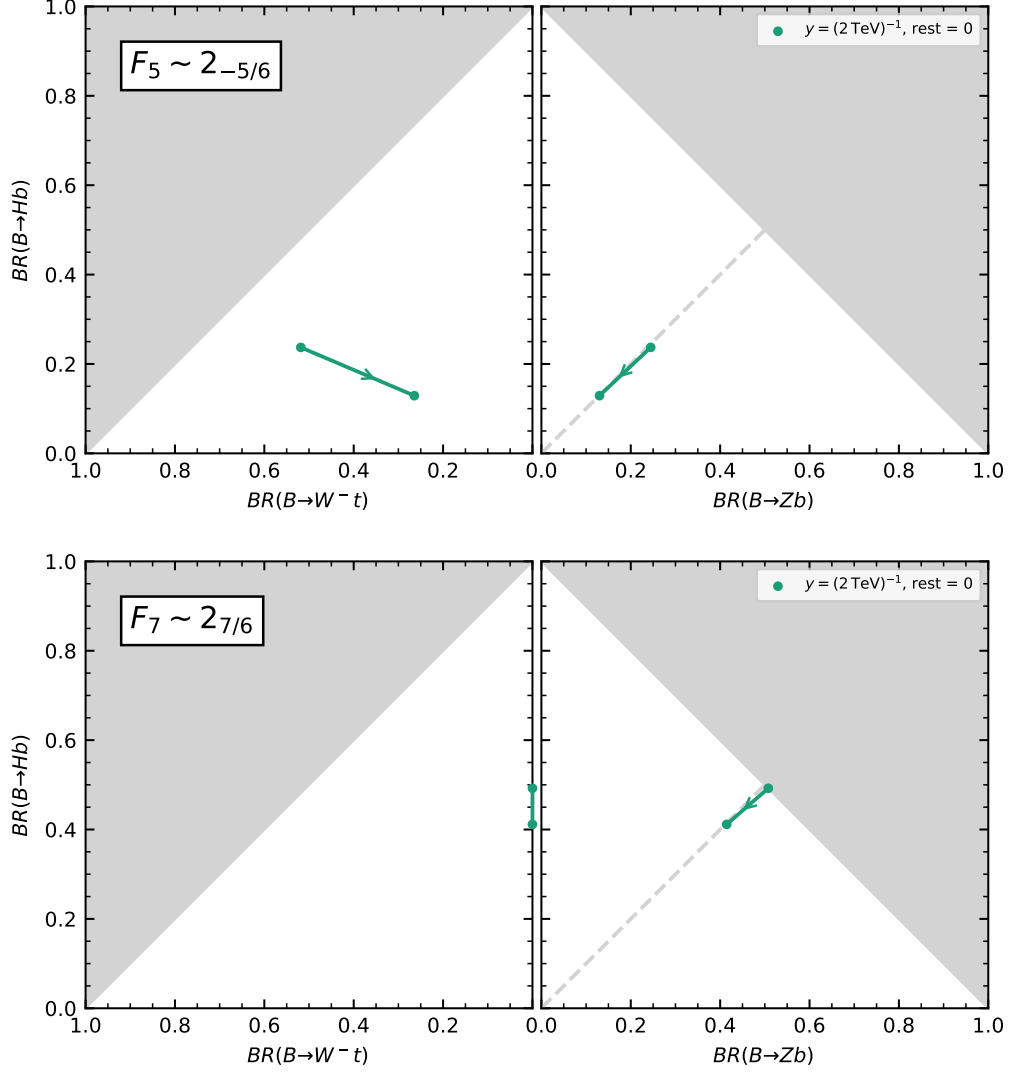 F₅ ~ 2₋₅/₆
y = (2 TeV)⁻¹, rest = 0
BR(B→Hb)
1.0
0.8
0.6
0.4
0.2
0.0
1.0 0.8 0.6 0.4 0.2 0
0.0 0.2 0.4 0.6 0.8 1.0
BR(B→W⁻t)
BR(B→Zb)
F₇ ~ 2₇/₆
y = (2 TeV)⁻¹, rest = 0
BR(B→Hb)
1.0
0.8
0.6
0.4
0.2
0.0
1.0 0.8 0.6 0.4 0.2 0
0.0 0.2 0.4 0.6 0.8 1.0
BR(B→W⁻t)
BR(B→Zb)